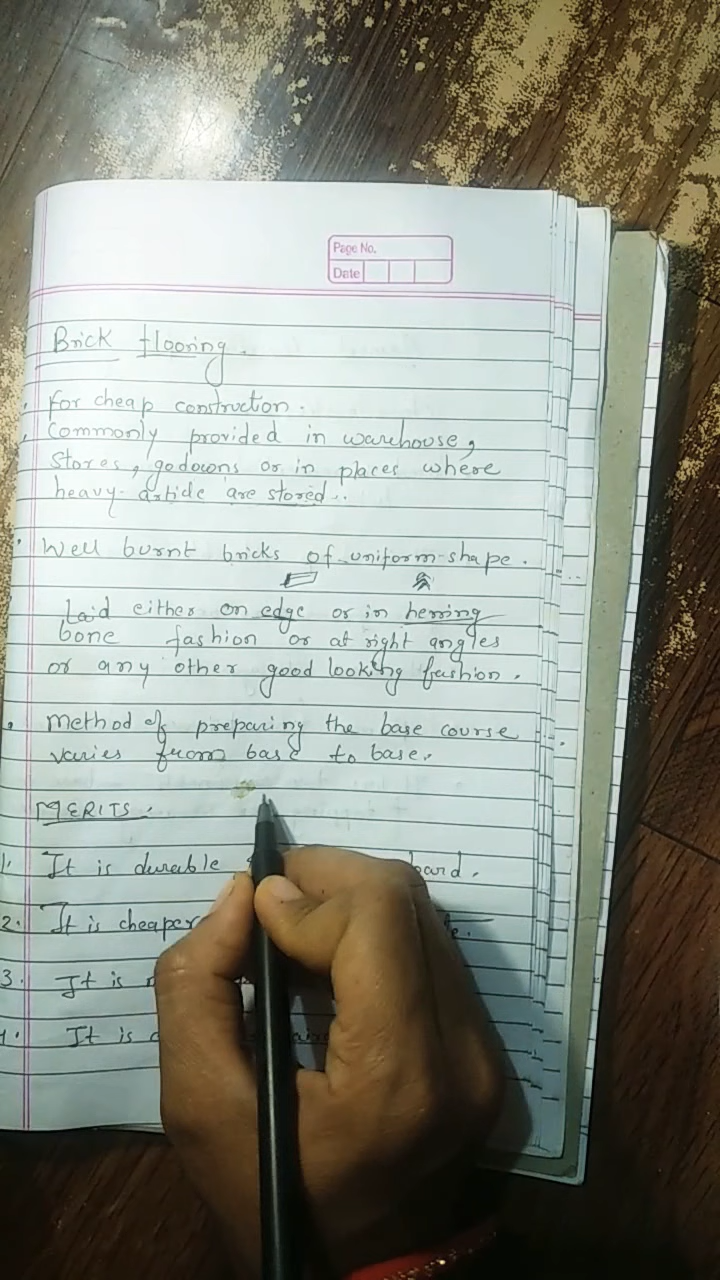 Page No.
Date
Brick flooring.
For cheap construction.
Commonly provided in warehouse,
Stores, godowns or in places where
heavy article are stored..
Well burnt bricks of uniform shape.
Laid either on edge or in herring
bone fashion or at right angles
or any other good looking fashion.
Method of preparing the base course
varies from base to base.
MERITS.
1. It is durable
2. It is cheaper
3. It is
4. It is